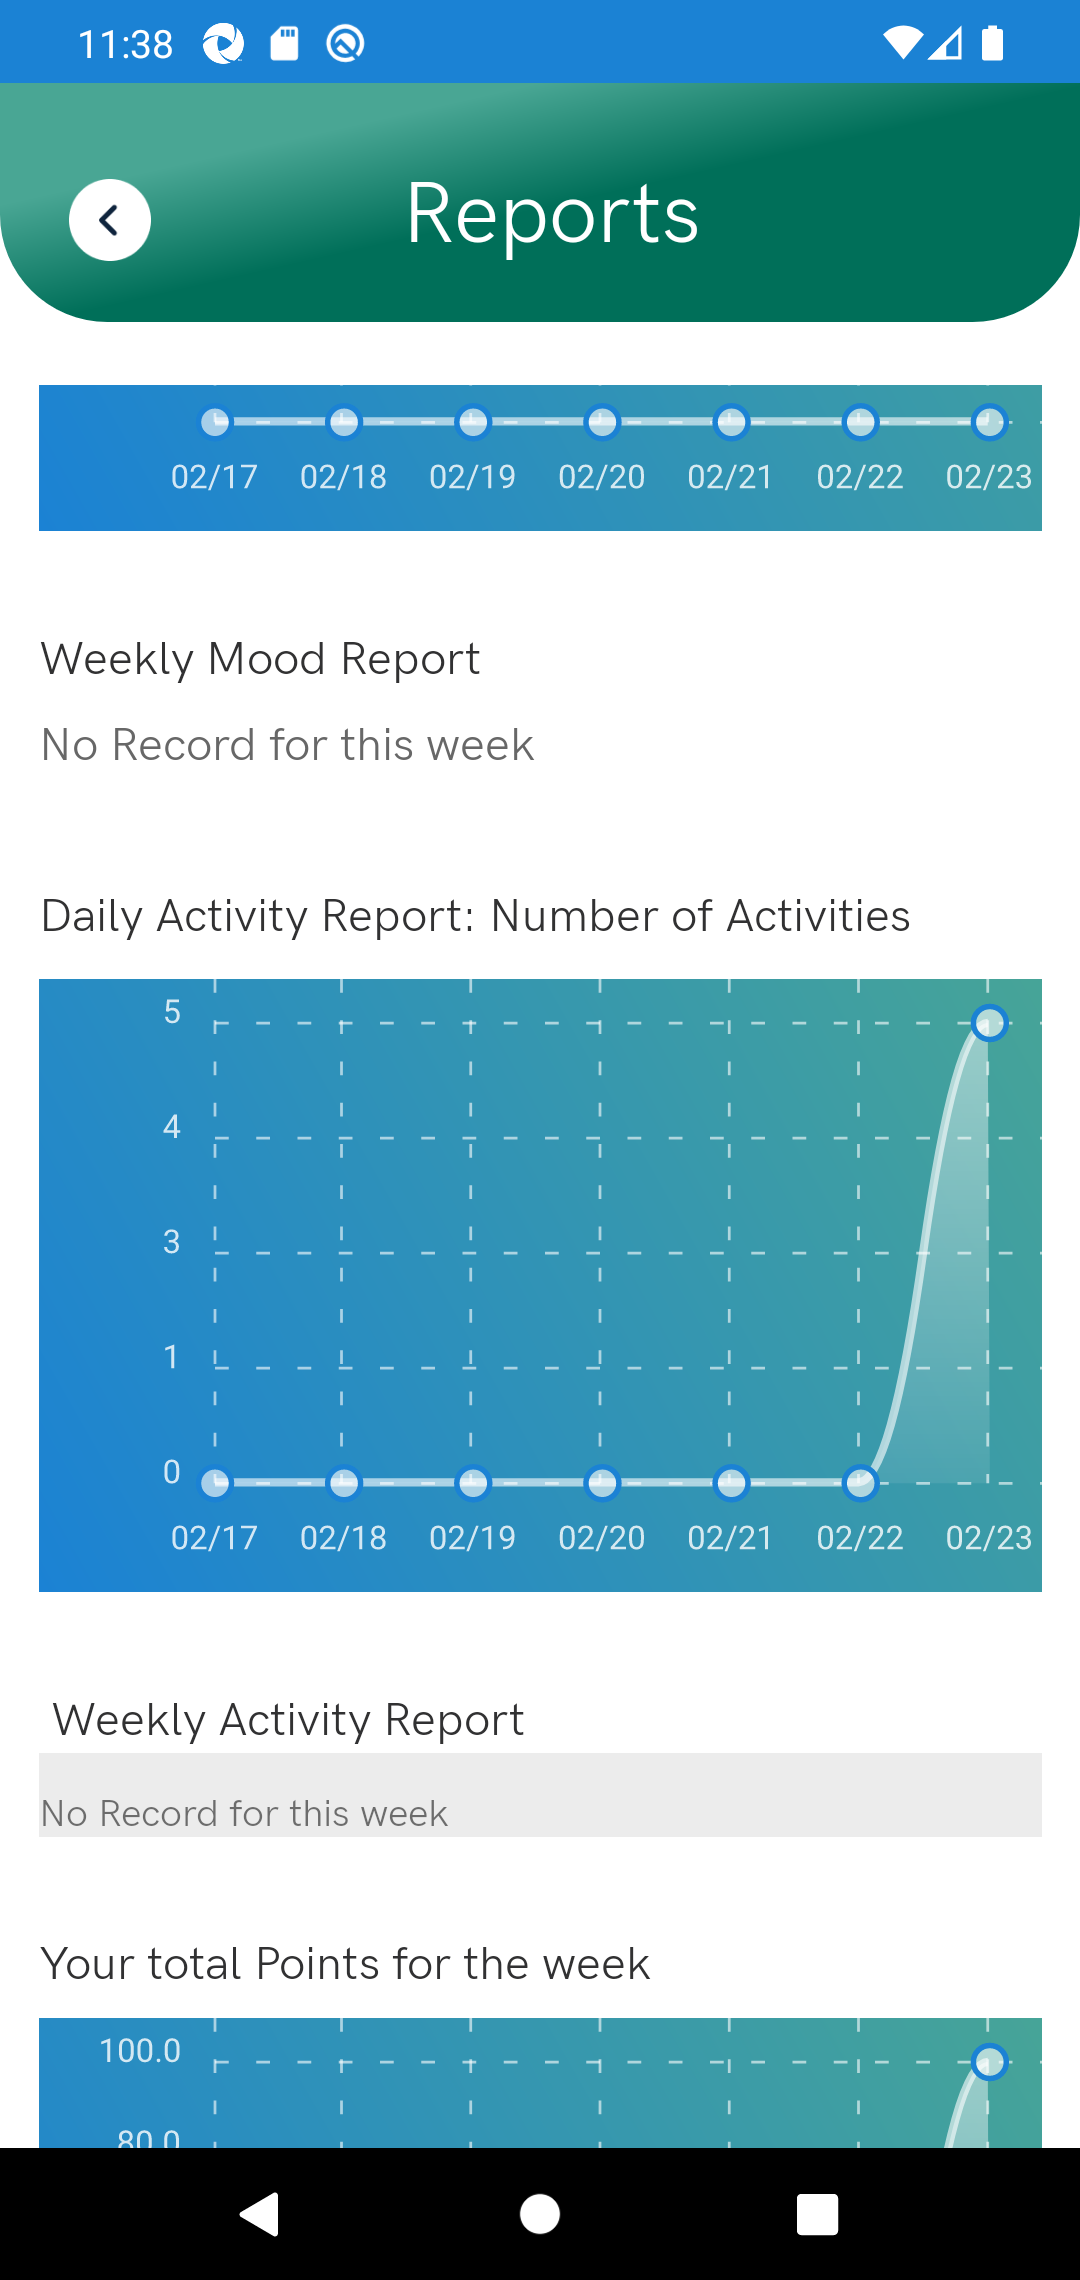 11:38
Reports
02/17 02/18 02/19 02/20 02/21 02/22 02/23
Weekly Mood Report
No Record for this week
Daily Activity Report: Number of Activities
5
4
3
1
0
02/17 02/18 02/19 02/20 02/21 02/22 02/23
Weekly Activity Report
No Record for this week
Your total Points for the week
100.0
80.0